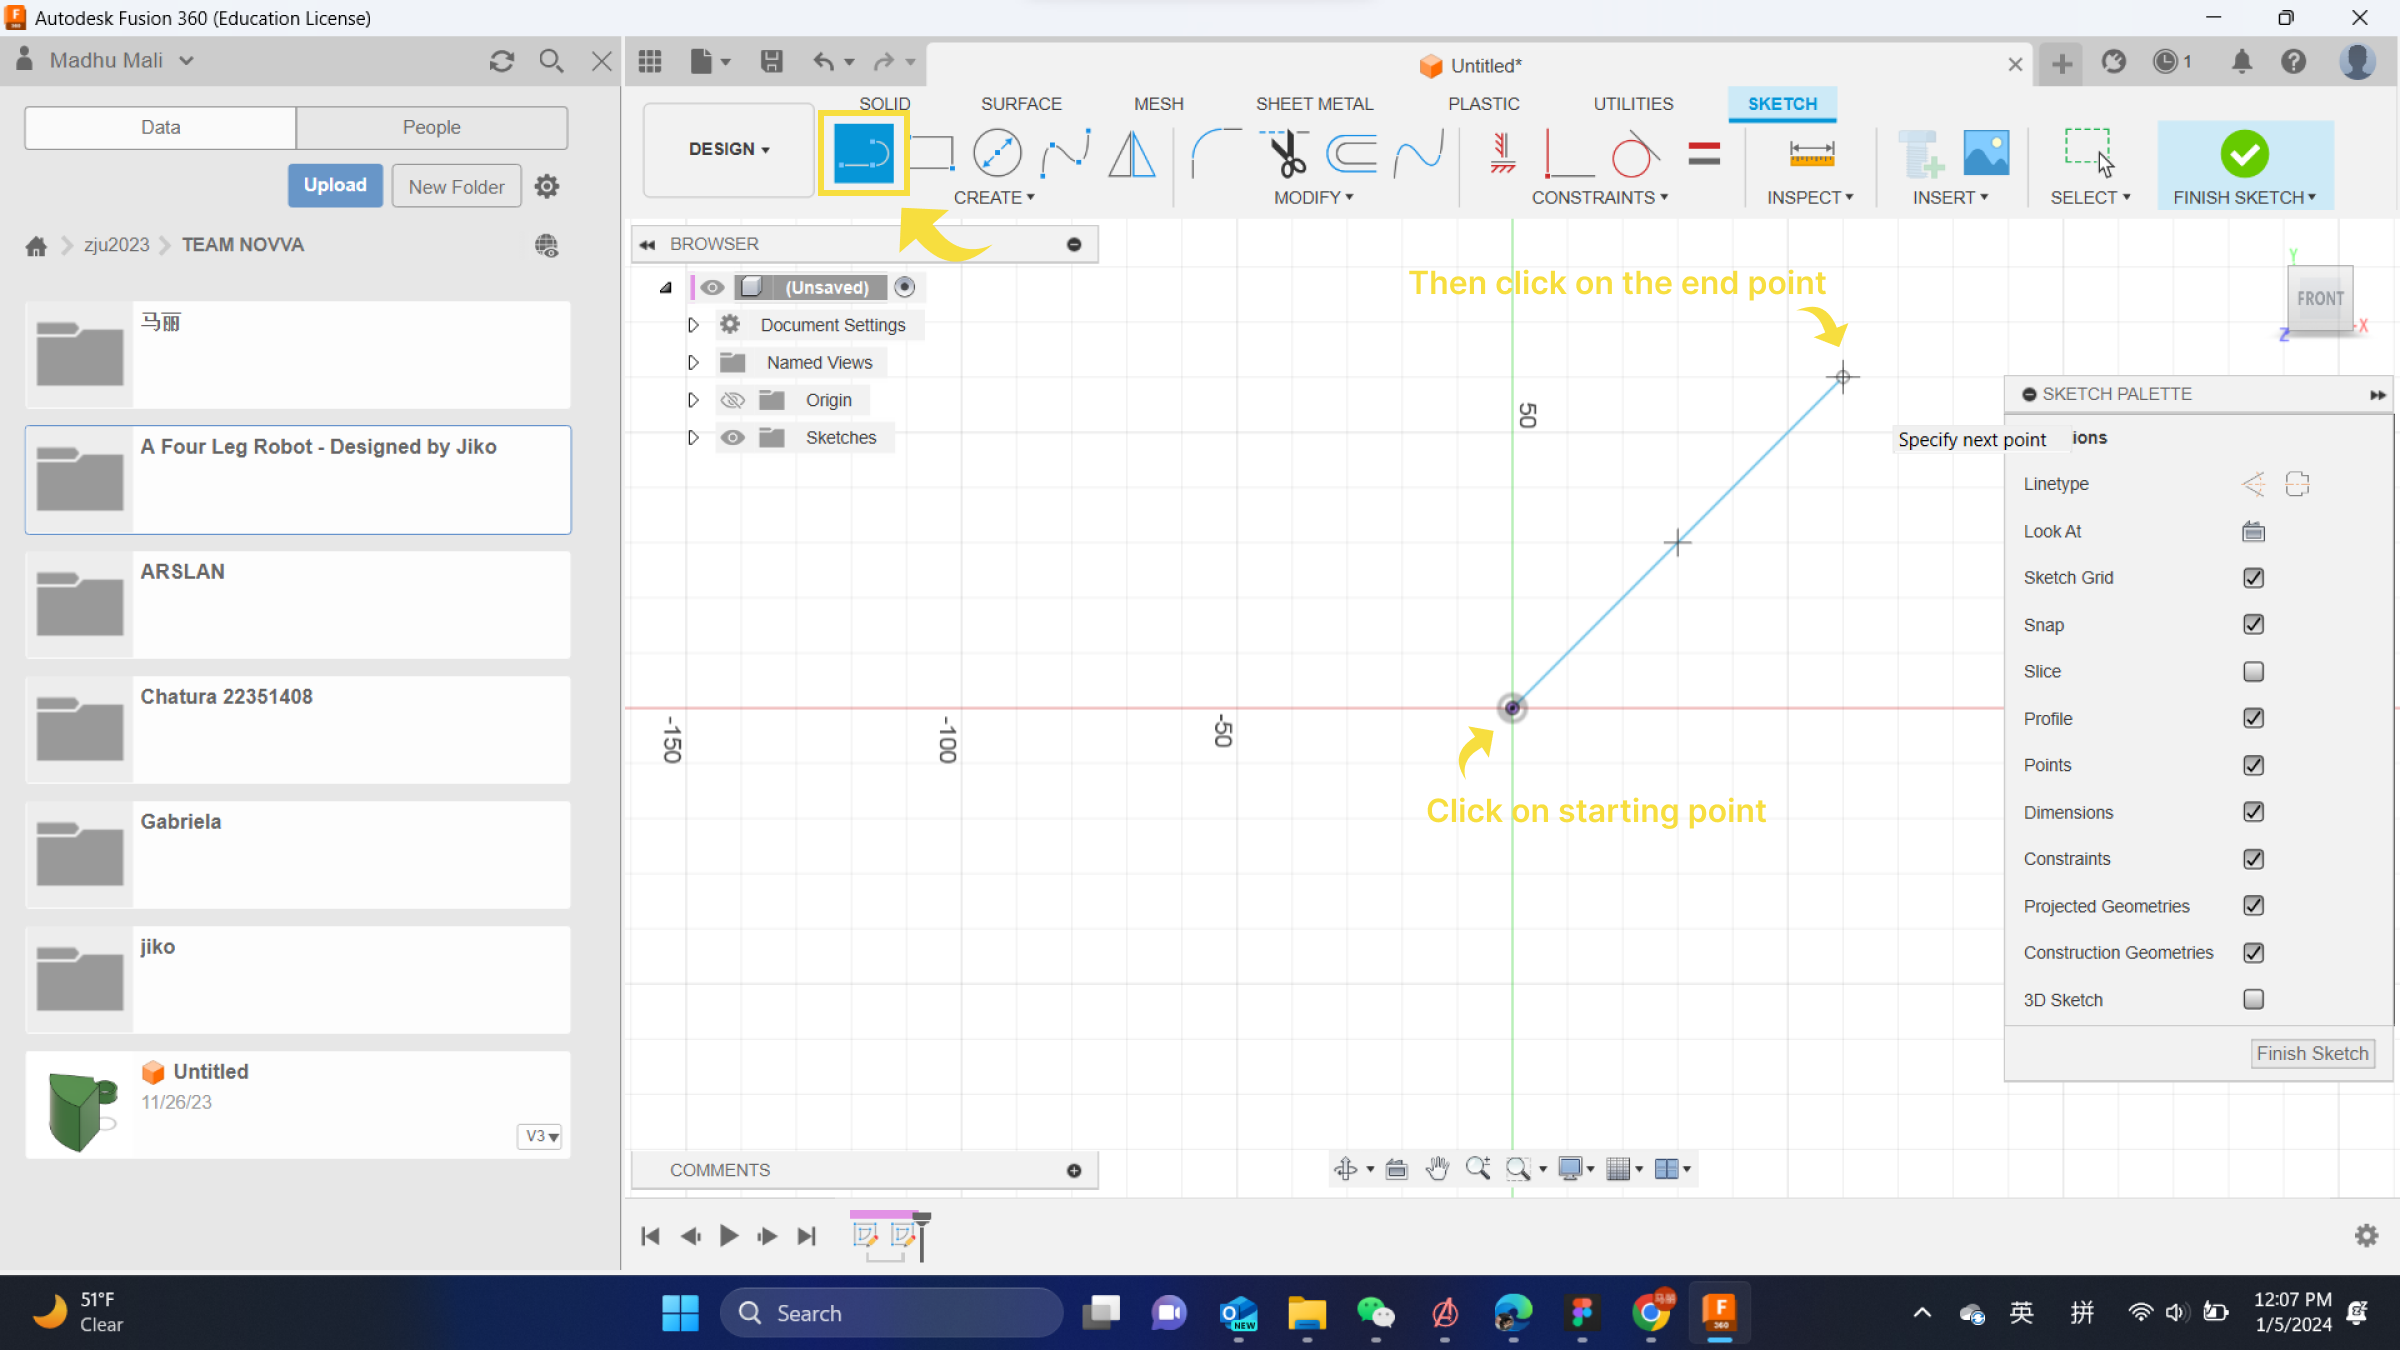 Autodesk Fusion 360 (Education License)
Madhu Mali
Untitled*
1
Data
People
Upload
New Folder
zju2023
TEAM NOVVA
马丽
A Four Leg Robot - Designed by Jiko
ARSLAN
Chatura 22351408
Gabriela
jiko
Untitled
11/26/23
V3
SOLID
SURFACE
MESH
SHEET METAL
PLASTIC
UTILITIES
SKETCH
DESIGN
CREATE
MODIFY
CONSTRAINTS
INSPECT
INSERT
SELECT
FINISH SKETCH
BROWSER
(Unsaved)
Document Settings
Named Views
Origin
Sketches
Then click on the end point
Y
FRONT
X
Z
50
Specify next point
-150
-100
-50
Click on starting point
SKETCH PALETTE
ions
Linetype
Look At
Sketch Grid
Snap
Slice
Profile
Points
Dimensions
Constraints
Projected Geometries
Construction Geometries
3D Sketch
Finish Sketch
COMMENTS
51°F
Clear
Search
NEW
马丽
F
360
英
拼
12:07 PM
1/5/2024